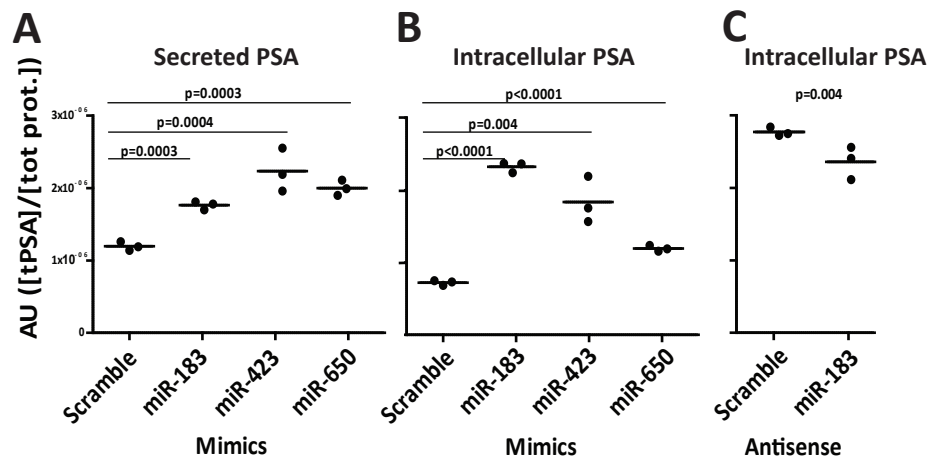 A
B
C
Secreted PSA
Intracellular PSA
Intracellular PSA
AU ([tPSA]/[tot prot.])
p=0.0003
p=0.0004
p=0.0003
3x10⁻⁰⁶
2x10⁻⁰⁶
1x10⁻⁰⁶
0
p<0.0001
p=0.004
p<0.0001
p=0.004
Scramble
miR-183
miR-423
miR-650
Scramble
miR-183
miR-423
miR-650
Scramble
miR-183
Mimics
Mimics
Antisense